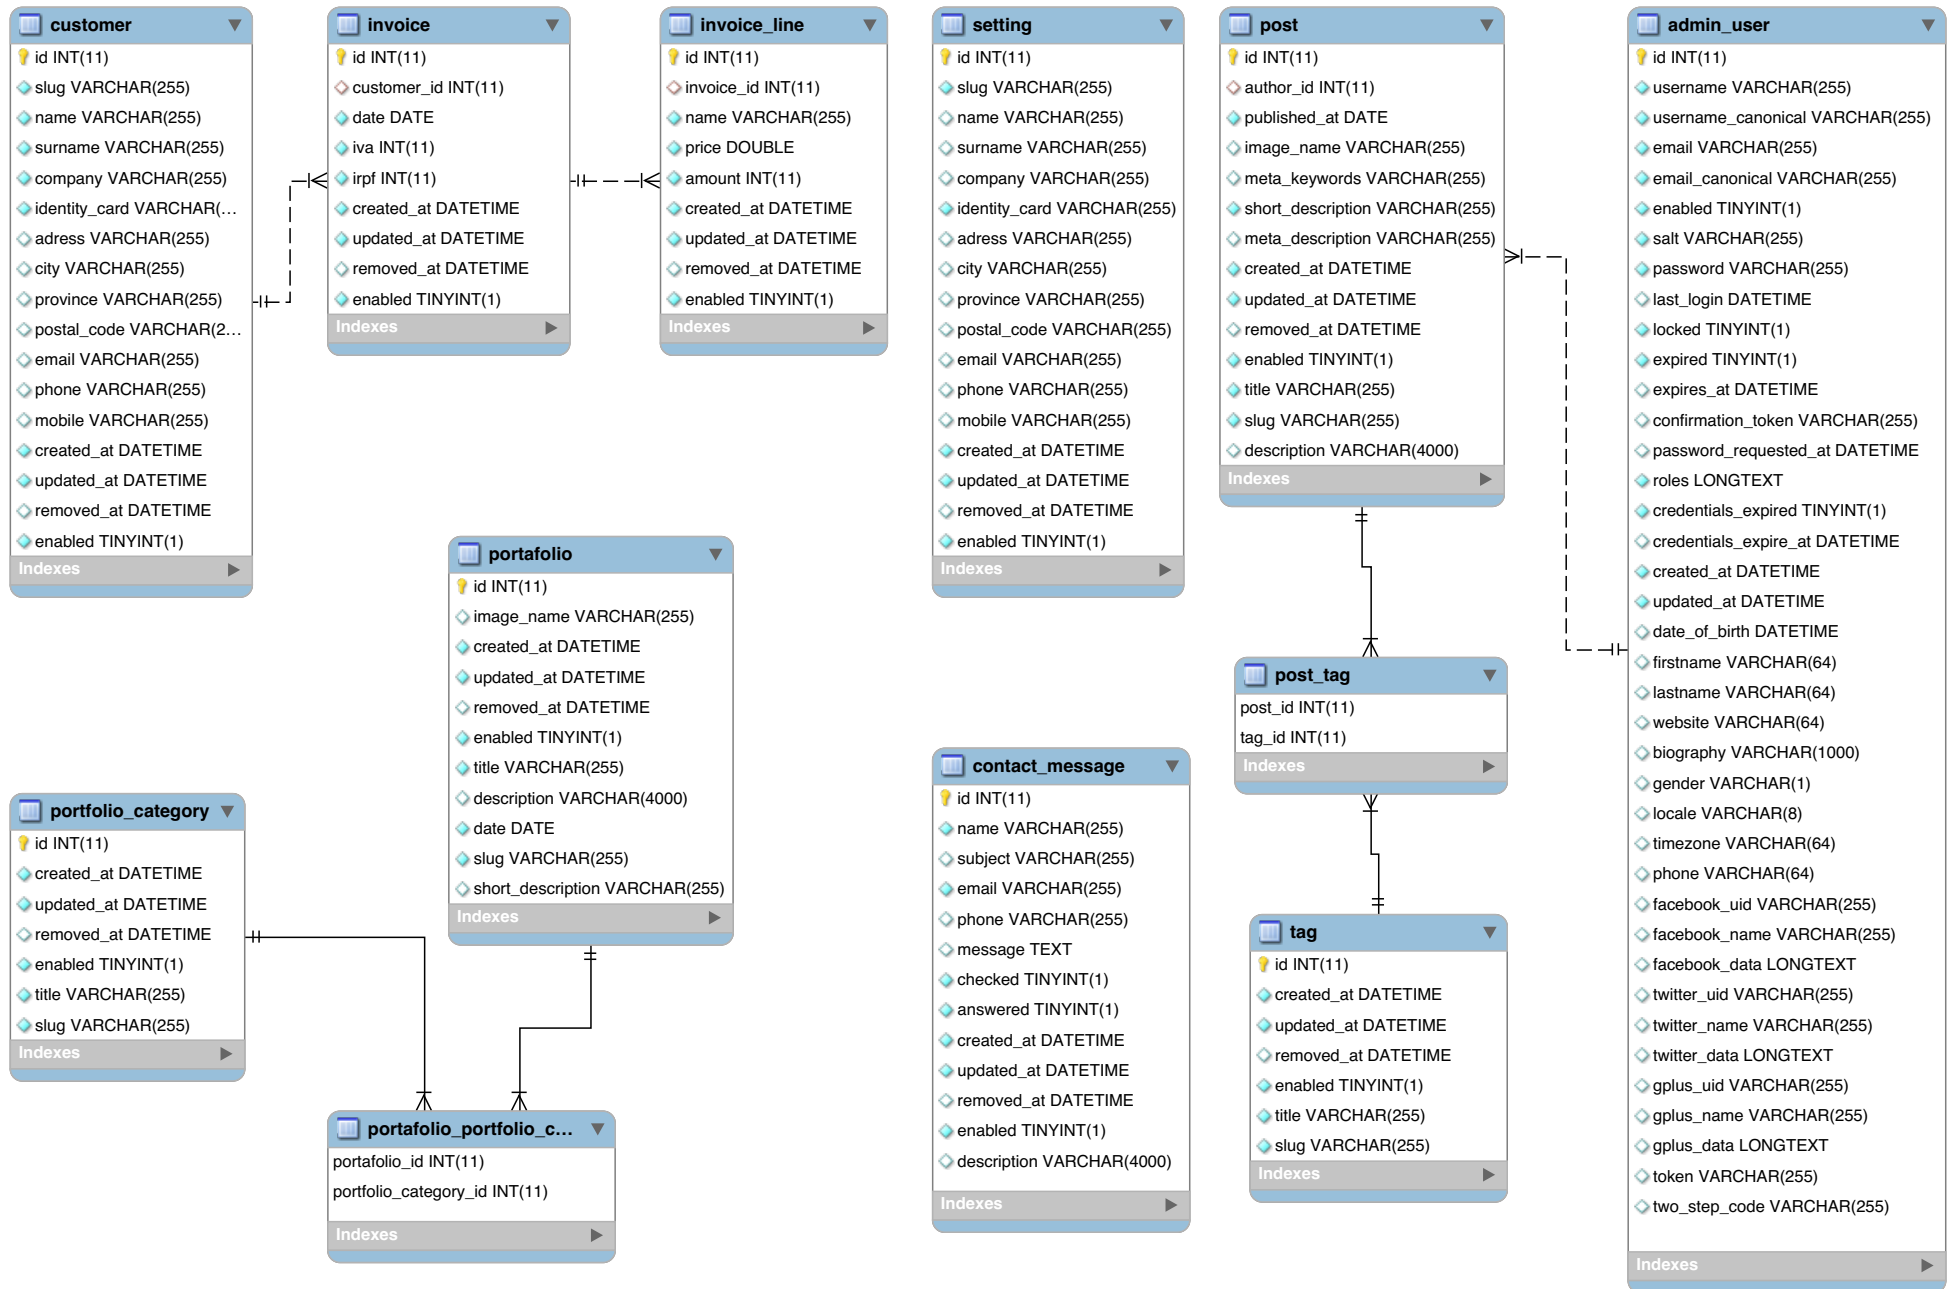 customer
id INT(11)
slug VARCHAR(255)
name VARCHAR(255)
surname VARCHAR(255)
company VARCHAR(255)
identity_card VARCHAR(...
adress VARCHAR(255)
city VARCHAR(255)
province VARCHAR(255)
postal_code VARCHAR(2...
email VARCHAR(255)
phone VARCHAR(255)
mobile VARCHAR(255)
created_at DATETIME
updated_at DATETIME
removed_at DATETIME
enabled TINYINT(1)
Indexes
invoice
id INT(11)
customer_id INT(11)
date DATE
iva INT(11)
irpf INT(11)
created_at DATETIME
updated_at DATETIME
removed_at DATETIME
enabled TINYINT(1)
Indexes
invoice_line
id INT(11)
invoice_id INT(11)
name VARCHAR(255)
price DOUBLE
amount INT(11)
created_at DATETIME
updated_at DATETIME
removed_at DATETIME
enabled TINYINT(1)
Indexes
setting
id INT(11)
slug VARCHAR(255)
name VARCHAR(255)
surname VARCHAR(255)
company VARCHAR(255)
identity_card VARCHAR(255)
adress VARCHAR(255)
city VARCHAR(255)
province VARCHAR(255)
postal_code VARCHAR(255)
email VARCHAR(255)
phone VARCHAR(255)
mobile VARCHAR(255)
created_at DATETIME
updated_at DATETIME
removed_at DATETIME
enabled TINYINT(1)
Indexes
post
id INT(11)
author_id INT(11)
published_at DATE
image_name VARCHAR(255)
meta_keywords VARCHAR(255)
short_description VARCHAR(255)
meta_description VARCHAR(255)
created_at DATETIME
updated_at DATETIME
removed_at DATETIME
enabled TINYINT(1)
title VARCHAR(255)
slug VARCHAR(255)
description VARCHAR(4000)
Indexes
admin_user
id INT(11)
username VARCHAR(255)
username_canonical VARCHAR(255)
email VARCHAR(255)
email_canonical VARCHAR(255)
enabled TINYINT(1)
salt VARCHAR(255)
password VARCHAR(255)
last_login DATETIME
locked TINYINT(1)
expired TINYINT(1)
expires_at DATETIME
confirmation_token VARCHAR(255)
password_requested_at DATETIME
roles LONGTEXT
credentials_expired TINYINT(1)
credentials_expire_at DATETIME
created_at DATETIME
updated_at DATETIME
date_of_birth DATETIME
firstname VARCHAR(64)
lastname VARCHAR(64)
website VARCHAR(64)
biography VARCHAR(1000)
gender VARCHAR(1)
locale VARCHAR(8)
timezone VARCHAR(64)
phone VARCHAR(64)
facebook_uid VARCHAR(255)
facebook_name VARCHAR(255)
facebook_data LONGTEXT
twitter_uid VARCHAR(255)
twitter_name VARCHAR(255)
twitter_data LONGTEXT
gplus_uid VARCHAR(255)
gplus_name VARCHAR(255)
gplus_data LONGTEXT
token VARCHAR(255)
two_step_code VARCHAR(255)
Indexes
portafolio
id INT(11)
image_name VARCHAR(255)
created_at DATETIME
updated_at DATETIME
removed_at DATETIME
enabled TINYINT(1)
title VARCHAR(255)
description VARCHAR(4000)
date DATE
slug VARCHAR(255)
short_description VARCHAR(255)
Indexes
post_tag
post_id INT(11)
tag_id INT(11)
Indexes
contact_message
id INT(11)
name VARCHAR(255)
subject VARCHAR(255)
email VARCHAR(255)
phone VARCHAR(255)
message TEXT
checked TINYINT(1)
answered TINYINT(1)
created_at DATETIME
updated_at DATETIME
removed_at DATETIME
enabled TINYINT(1)
description VARCHAR(4000)
Indexes
portfolio_category
id INT(11)
created_at DATETIME
updated_at DATETIME
removed_at DATETIME
enabled TINYINT(1)
title VARCHAR(255)
slug VARCHAR(255)
Indexes
tag
id INT(11)
created_at DATETIME
updated_at DATETIME
removed_at DATETIME
enabled TINYINT(1)
title VARCHAR(255)
slug VARCHAR(255)
Indexes
portafolio_portfolio_c...
portafolio_id INT(11)
portfolio_category_id INT(11)
Indexes